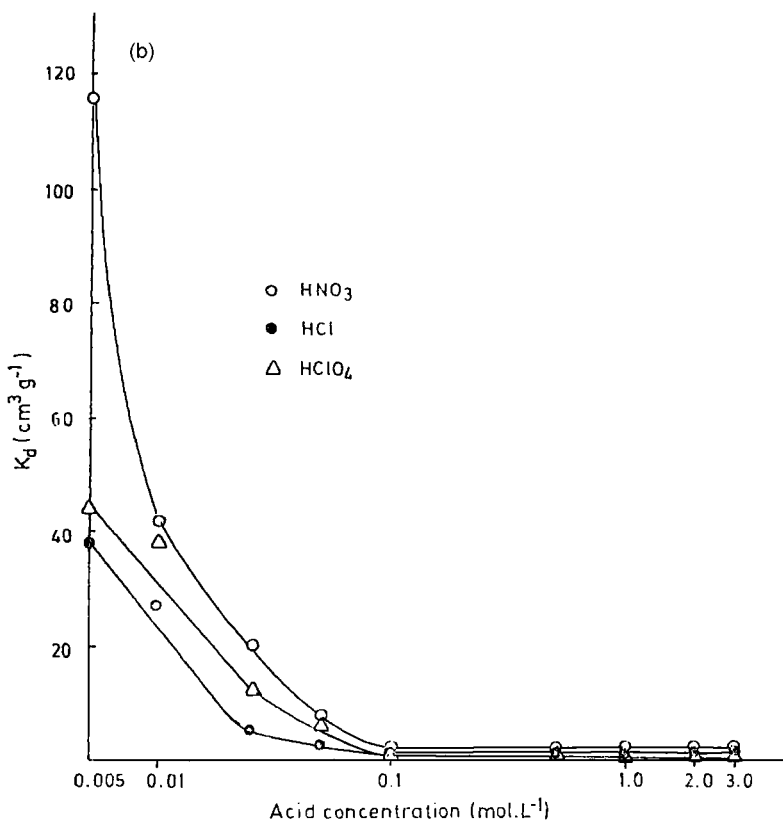 (b)
120
100
80
60
40
20
K_d (cm³ g⁻¹)
HNO₃
HCl
HClO₄
0.005 0.01 0.1 1.0 2.0 3.0
Acid concentration (mol.L⁻¹)